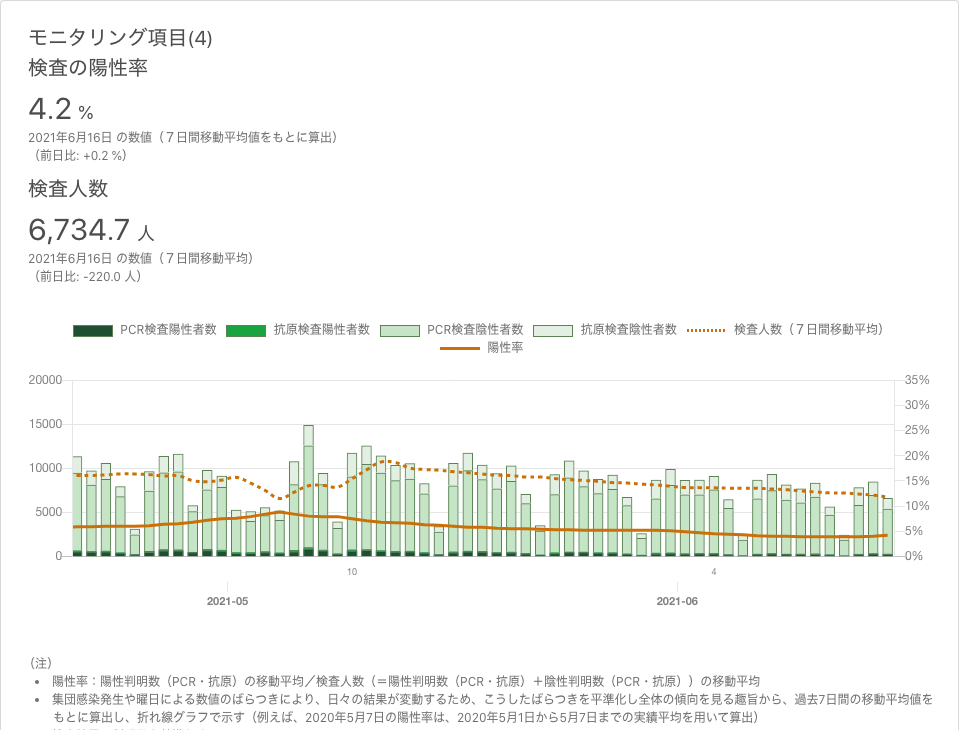 モニタリング項目(4)
検査の陽性率
4.2 %
2021年6月16日 の数値（７日間移動平均値をもとに算出）
（前日比: +0.2 %）
検査人数
6,734.7 人
2021年6月16日 の数値（７日間移動平均）
（前日比: -220.0 人）
PCR検査陽性者数 抗原検査陽性者数 PCR検査陰性者数 抗原検査陰性者数 検査人数（７日間移動平均）
陽性率
20000 35%
30%
15000 25%
20%
10000 15%
5000 10%
5%
0 0%
10 4
2021-05 2021-06
（注）
• 陽性率：陽性判明数（PCR・抗原）の移動平均／検査人数（＝陽性判明数（PCR・抗原）＋陰性判明数（PCR・抗原））の移動平均
• 集団感染発生や曜日による数値のばらつきにより、日々の結果が変動するため、こうしたばらつきを平準化し全体の傾向を見る趣旨から、過去7日間の移動平均値を
もとに算出し、折れ線グラフで示す（例えば、2020年5月7日の陽性率は、2020年5月1日から5月7日までの実績平均を用いて算出）